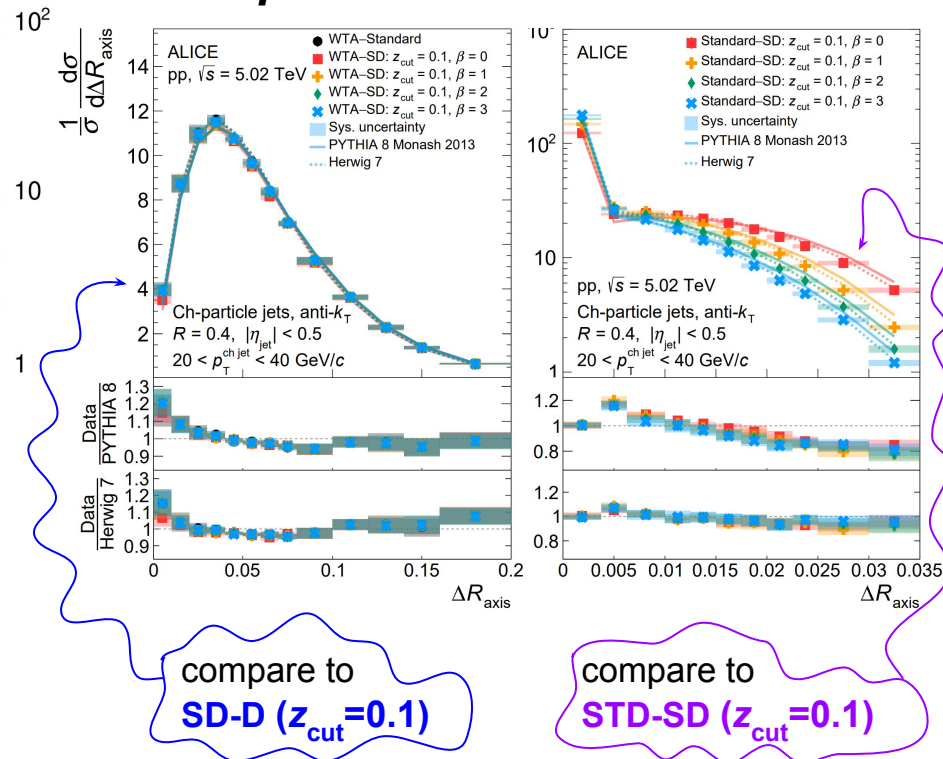 10²
10
1
1/σ dσ/dΔR_axis
ALICE
pp, √s = 5.02 TeV
WTA–Standard
WTA–SD: z_cut = 0.1, β = 0
WTA–SD: z_cut = 0.1, β = 1
WTA–SD: z_cut = 0.1, β = 2
WTA–SD: z_cut = 0.1, β = 3
Sys. uncertainty
PYTHIA 8 Monash 2013
Herwig 7
14
12
10
8
6
4
2
Ch-particle jets, anti-k_T
R = 0.4, |η_jet| < 0.5
20 < p_T^ch jet < 40 GeV/c
Data
PYTHIA 8
1.3
1.2
1.1
1
0.9
Data
Herwig 7
1.3
1.2
1.1
1
0.9
0 0.05 0.1 0.15 0.2
ΔR_axis
ALICE
Standard–SD: z_cut = 0.1, β = 0
Standard–SD: z_cut = 0.1, β = 1
Standard–SD: z_cut = 0.1, β = 2
Standard–SD: z_cut = 0.1, β = 3
Sys. uncertainty
PYTHIA 8 Monash 2013
Herwig 7
10²
10
1
pp, √s = 5.02 TeV
Ch-particle jets, anti-k_T
R = 0.4, |η_jet| < 0.5
20 < p_T^ch jet < 40 GeV/c
1.2
1
0.8
1.2
1
0.8
0 0.005 0.01 0.015 0.02 0.025 0.03 0.035
ΔR_axis
compare to
SD-D (z_cut=0.1)
compare to
STD-SD (z_cut=0.1)